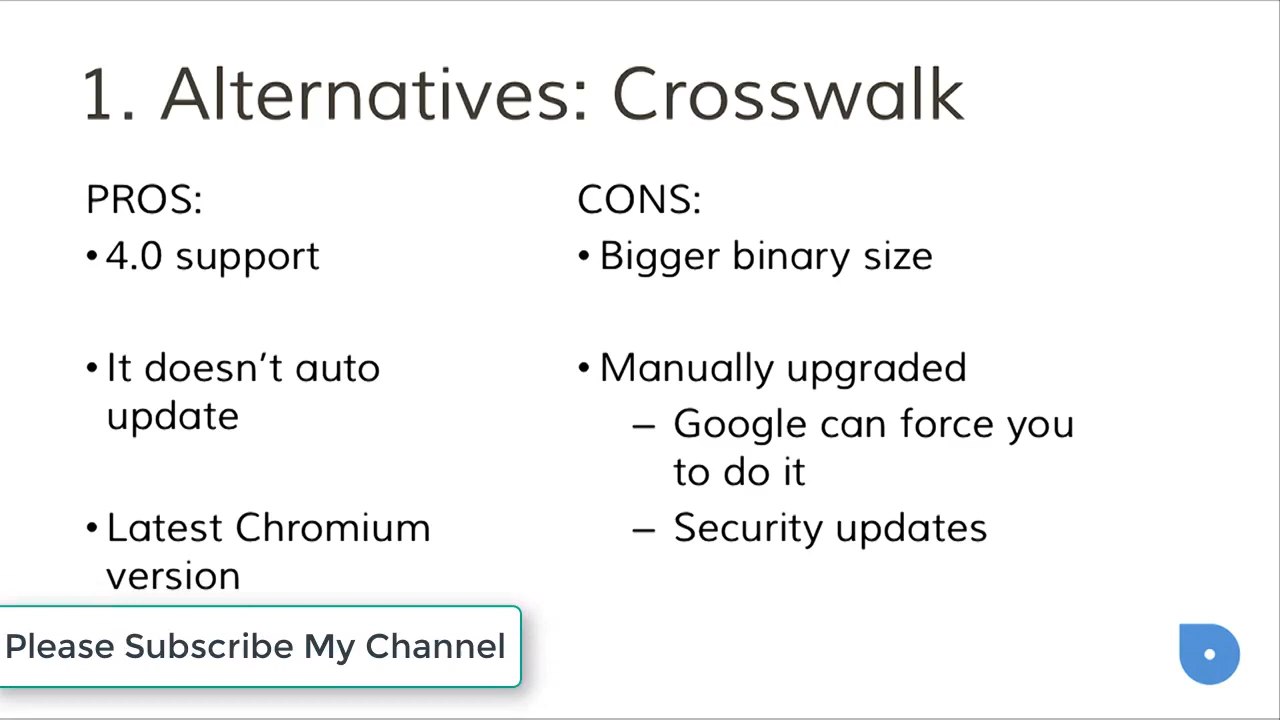 1. Alternatives: Crosswalk
PROS:
• 4.0 support
• It doesn’t auto
update
• Latest Chromium
version
CONS:
• Bigger binary size
• Manually upgraded
– Google can force you
to do it
– Security updates
Please Subscribe My Channel